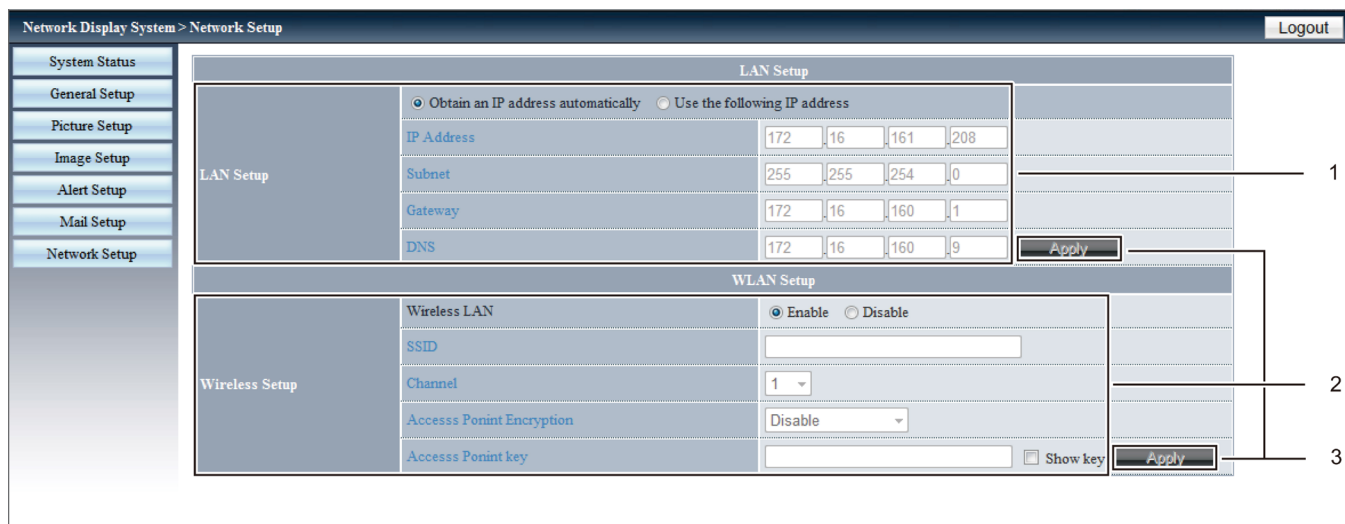 Network Display System > Network Setup
Logout
System Status
General Setup
Picture Setup
Image Setup
Alert Setup
Mail Setup
Network Setup
LAN Setup
LAN Setup
Obtain an IP address automatically Use the following IP address
IP Address 172 .16 .161 .208
Subnet 255 .255 .254 .0
1
Gateway 172 .16 .160 .1
DNS 172 .16 .160 .9 Apply
WLAN Setup
Wireless Setup
Wireless LAN Enable Disable
SSID
Channel 1
2
Accesss Ponint Encryption Disable
Accesss Ponint key Show key Apply
3